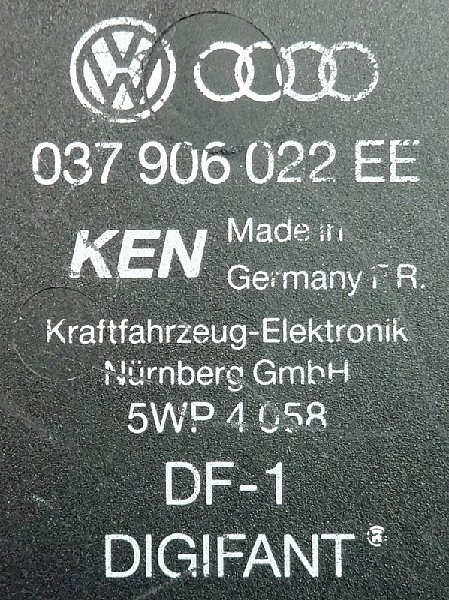 037 906 022 EE
KEN Made in
Germany F.R.
Kraftfahrzeug-Elektronik
Nürnberg GmbH
5WP 4 058
DF-1
DIGIFANT ®